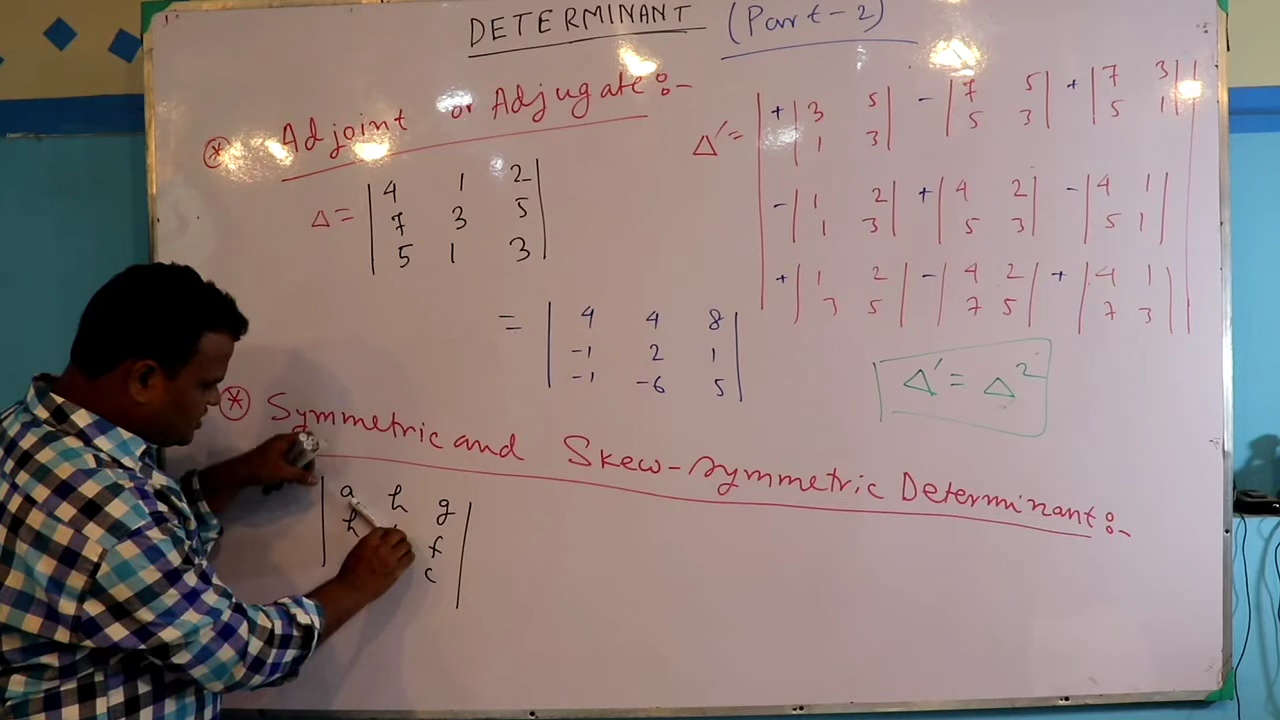 DETERMINANT (Part-2)
* Adjoint or Adjugate :-
Δ = | 4 1 2 |
| 7 3 5 |
| 5 1 3 |
Δ' = | +| 3 5 | -| 7 5 | +| 7 3 | |
| 1 3 | | 5 3 | | 5 1 |
-| 1 2 | +| 4 2 | -| 4 1 |
| 1 3 | | 5 3 | | 5 1 |
+| 1 2 | -| 4 2 | +| 4 1 |
| 3 5 | | 7 5 | | 7 3 |
= | 4 4 8 |
| -1 2 1 |
| -1 -6 5 |
Δ' = Δ²
* Symmetric and Skew-Symmetric Determinant :-
| a h g |
| h f |
c |